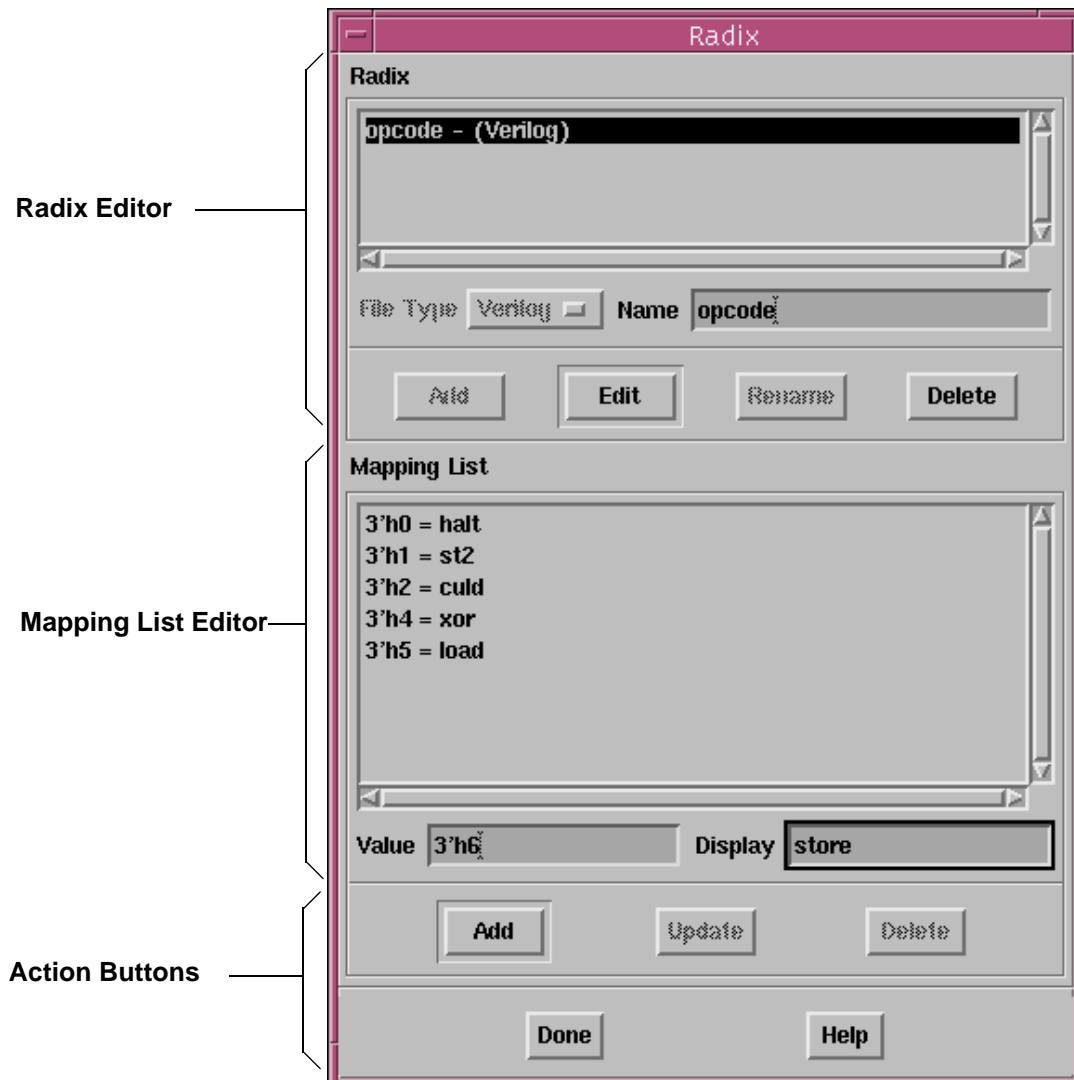 Radix
Radix
opcode - (Verilog)
Radix Editor
File Type Verilog Name opcode
Add Edit Rename Delete
Mapping List
3'h0 = halt
3'h1 = st2
3'h2 = culd
3'h4 = xor
3'h5 = load
Mapping List Editor
Value 3'h6 Display store
Add Update Delete
Action Buttons
Done Help